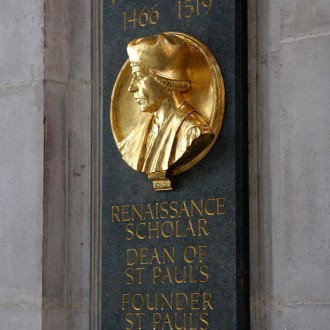 1466 1519
RENAISSANCE
SCHOLAR
DEAN OF
ST PAUL'S
FOUNDER
ST PAUL'S